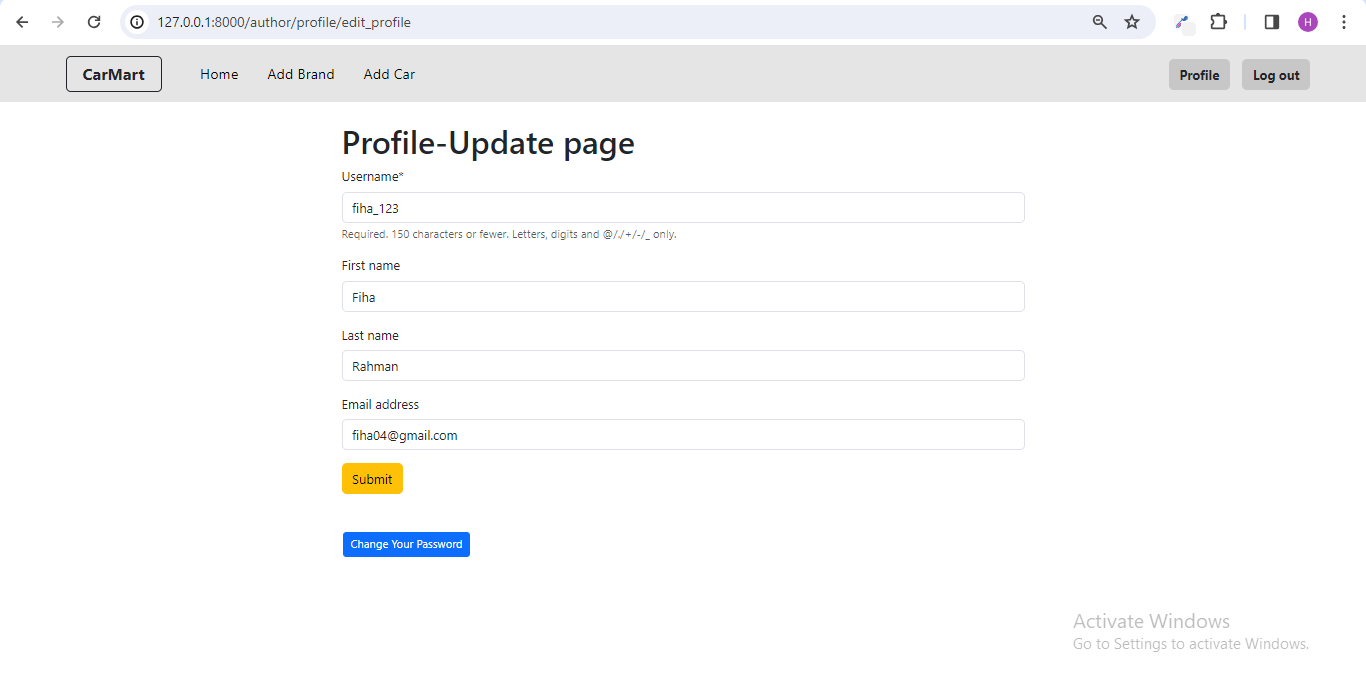 127.0.0.1:8000/author/profile/edit_profile
H
CarMart Home Add Brand Add Car Profile Log out
Profile-Update page
Username*
fiha_123
Required. 150 characters or fewer. Letters, digits and @/./+/-/_ only.
First name
Fiha
Last name
Rahman
Email address
fiha04@gmail.com
Submit
Change Your Password
Activate Windows
Go to Settings to activate Windows.